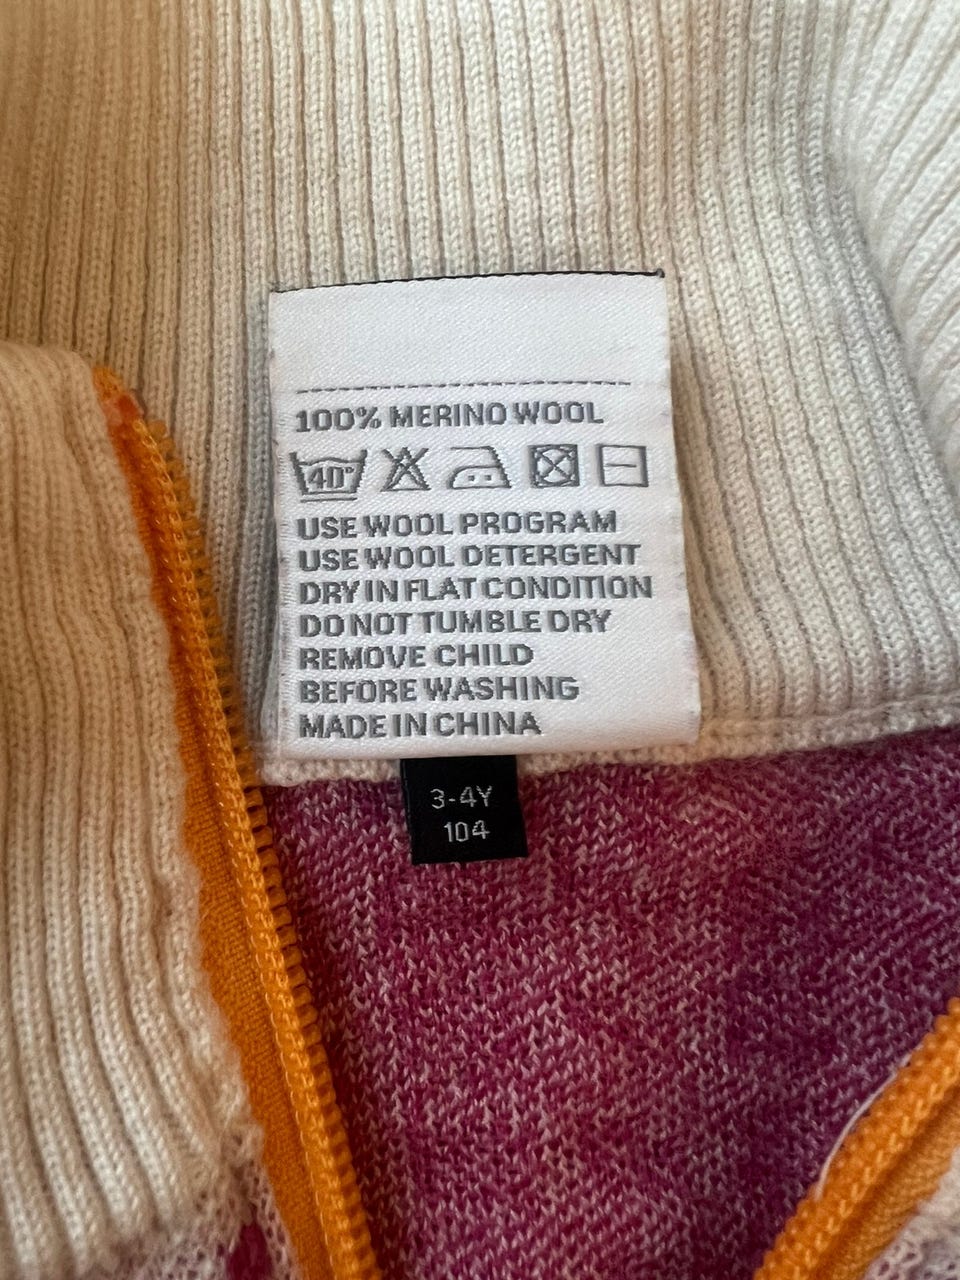 100% MERINO WOOL
40°
USE WOOL PROGRAM
USE WOOL DETERGENT
DRY IN FLAT CONDITION
DO NOT TUMBLE DRY
REMOVE CHILD
BEFORE WASHING
MADE IN CHINA
3-4Y
104